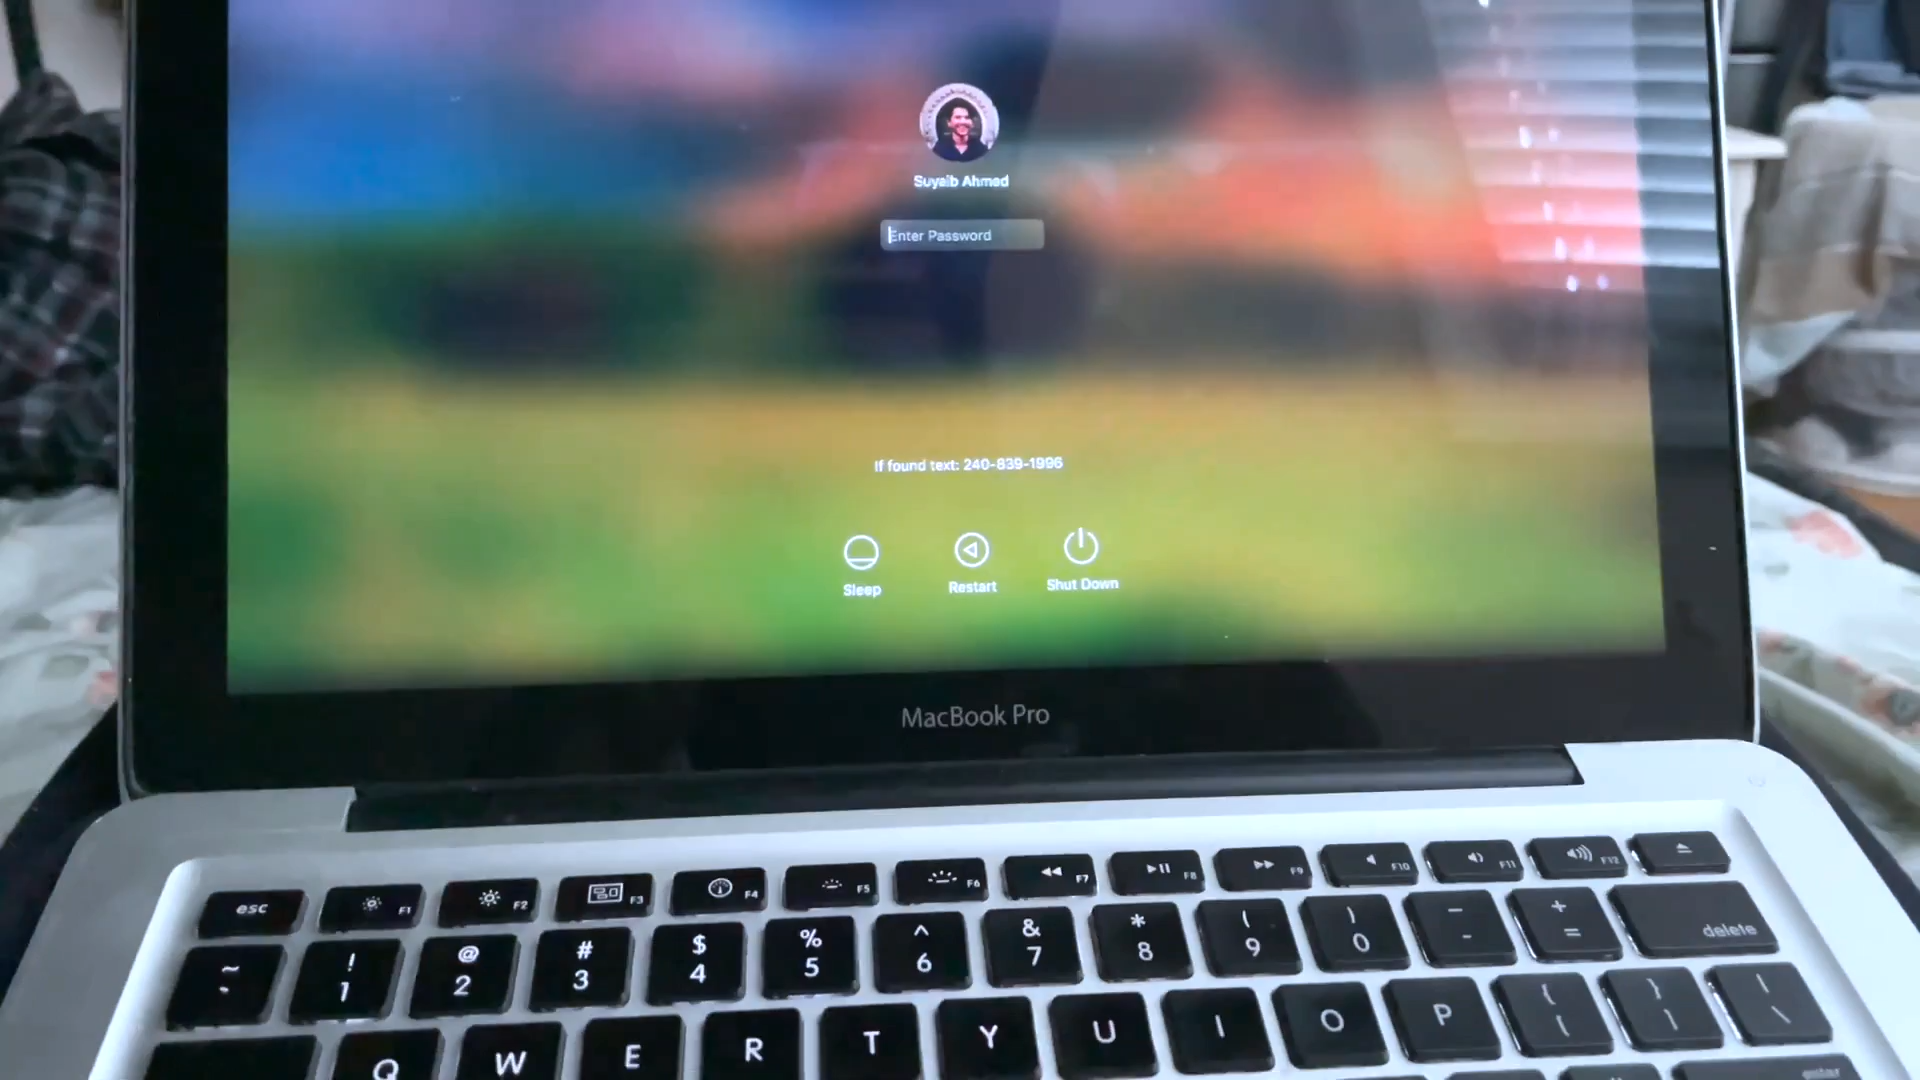 Suyaib Ahmed
Enter Password
If found text: 240-839-1996
Sleep Restart Shut Down
MacBook Pro
esc F1 F2 F3 F4 F5 F6 F7 F8 F9 F10 F11 F12
~ ! @ # $ % ^ & * ( ) _ +
` 1 2 3 4 5 6 7 8 9 0 - = delete
Q W E R T Y U I O P { [ } ] | \
enter